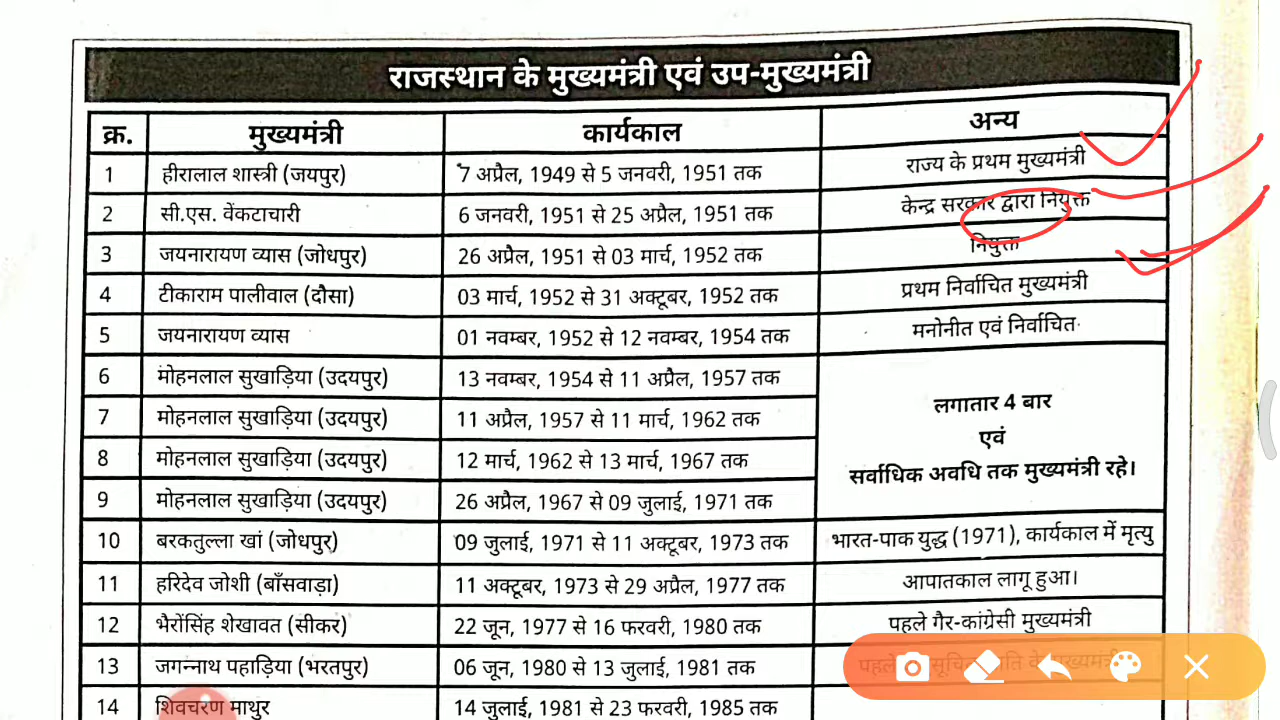 राजस्थान के मुख्यमंत्री एवं उप-मुख्यमंत्री
क्र. मुख्यमंत्री कार्यकाल अन्य
1 हीरालाल शास्त्री (जयपुर) 7 अप्रैल, 1949 से 5 जनवरी, 1951 तक राज्य के प्रथम मुख्यमंत्री
2 सी.एस. वेंकटाचारी 6 जनवरी, 1951 से 25 अप्रैल, 1951 तक केन्द्र सरकार द्वारा नियुक्त
3 जयनारायण व्यास (जोधपुर) 26 अप्रैल, 1951 से 03 मार्च, 1952 तक नियुक्त
4 टीकाराम पालीवाल (दौसा) 03 मार्च, 1952 से 31 अक्टूबर, 1952 तक प्रथम निर्वाचित मुख्यमंत्री
5 जयनारायण व्यास 01 नवम्बर, 1952 से 12 नवम्बर, 1954 तक मनोनीत एवं निर्वाचित
6 मोहनलाल सुखाड़िया (उदयपुर) 13 नवम्बर, 1954 से 11 अप्रैल, 1957 तक
7 मोहनलाल सुखाड़िया (उदयपुर) 11 अप्रैल, 1957 से 11 मार्च, 1962 तक
8 मोहनलाल सुखाड़िया (उदयपुर) 12 मार्च, 1962 से 13 मार्च, 1967 तक
9 मोहनलाल सुखाड़िया (उदयपुर) 26 अप्रैल, 1967 से 09 जुलाई, 1971 तक
लगातार 4 बार
एवं
सर्वाधिक अवधि तक मुख्यमंत्री रहे।
10 बरकतुल्ला खां (जोधपुर) 09 जुलाई, 1971 से 11 अक्टूबर, 1973 तक भारत-पाक युद्ध (1971), कार्यकाल में मृत्यु
11 हरिदेव जोशी (बाँसवाड़ा) 11 अक्टूबर, 1973 से 29 अप्रैल, 1977 तक आपातकाल लागू हुआ।
12 भैरोंसिंह शेखावत (सीकर) 22 जून, 1977 से 16 फरवरी, 1980 तक पहले गैर-कांग्रेसी मुख्यमंत्री
13 जगन्नाथ पहाड़िया (भरतपुर) 06 जून, 1980 से 13 जुलाई, 1981 तक पहले
14 शिवचरण माथुर 14 जुलाई, 1981 से 23 फरवरी, 1985 तक